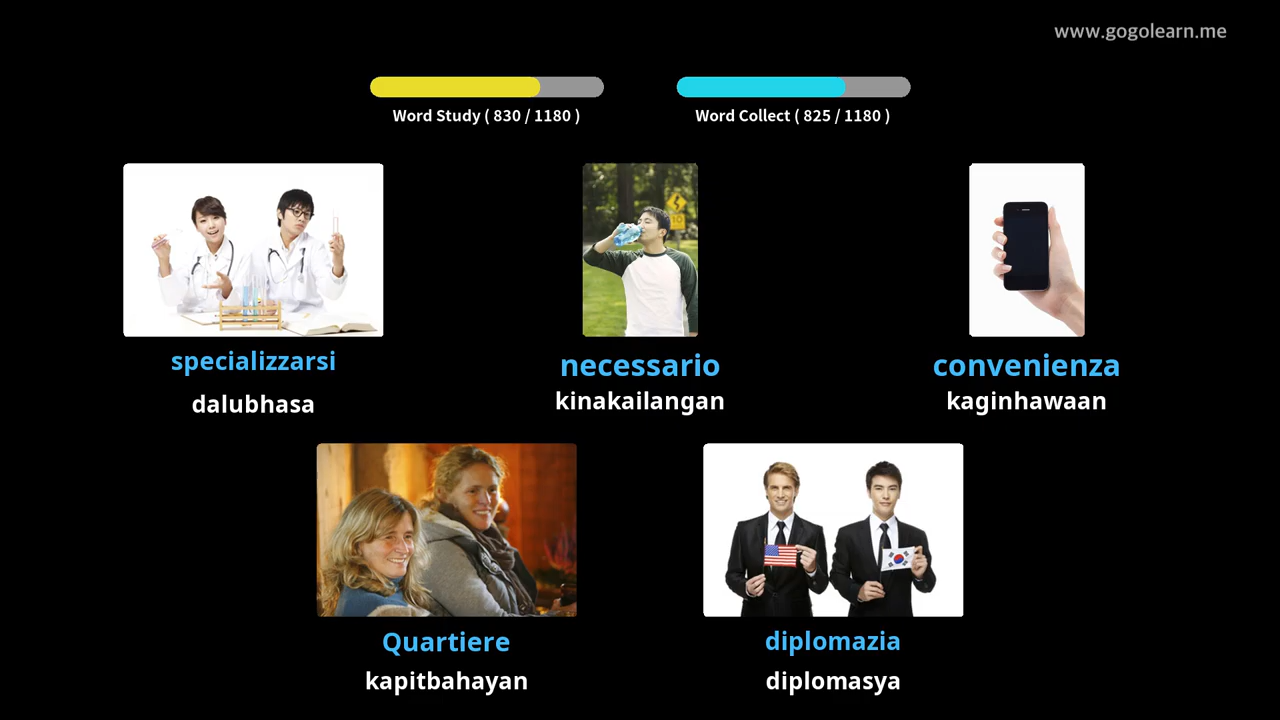 www.gogolearn.me
Word Study ( 830 / 1180 )
Word Collect ( 825 / 1180 )
specializzarsi
dalubhasa
necessario
kinakailangan
convenienza
kaginhawaan
Quartiere
kapitbahayan
diplomazia
diplomasya